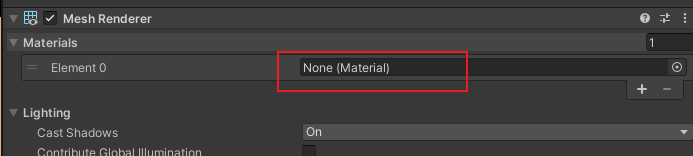 Mesh Renderer
Materials 1
Element 0 None (Material)
Lighting
Cast Shadows On
Contribute Global Illumination